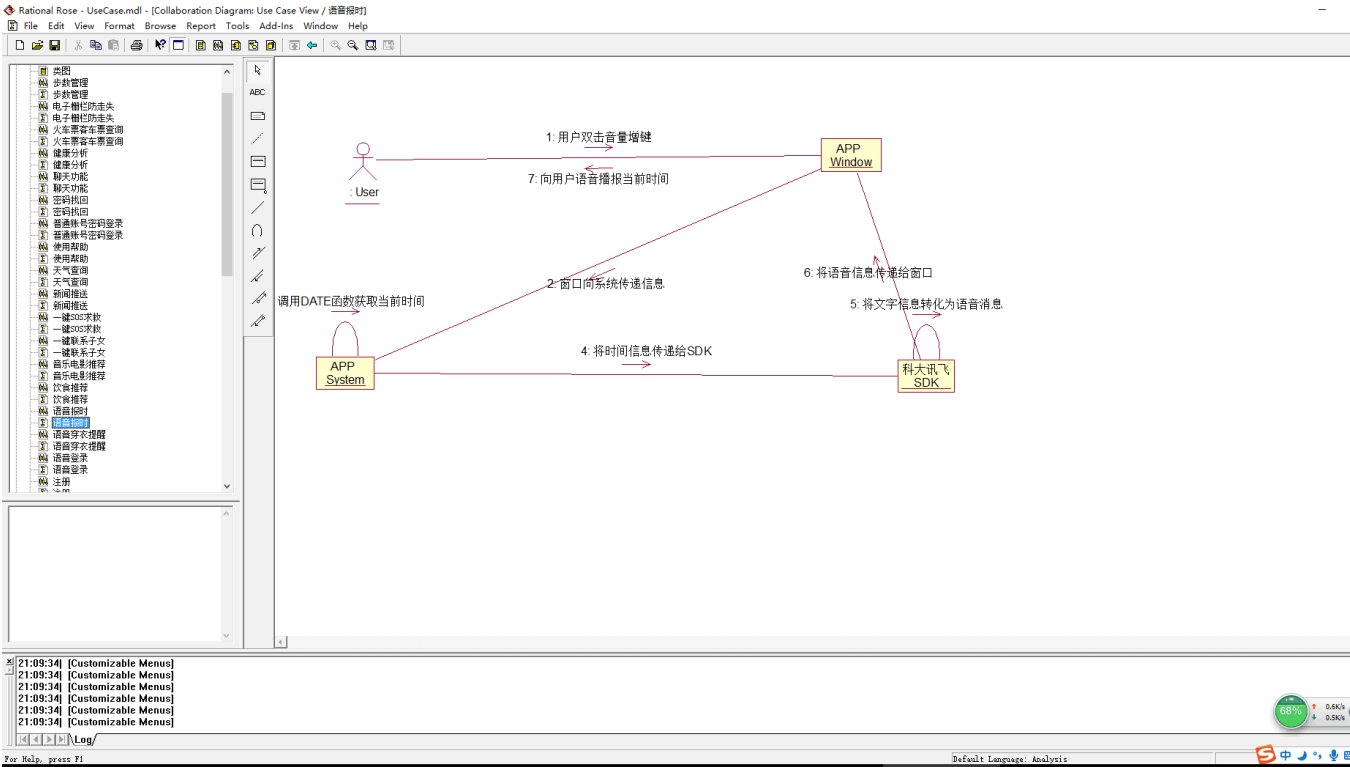 Rational Rose - UseCase.mdl - [Collaboration Diagram: Use Case View / 语音报时]
File Edit View Format Browse Report Tools Add-Ins Window Help
ABC
类图
步数管理
步数管理
电子栅栏防走失
电子栅栏防走失
火车票客车票查询
火车票客车票查询
健康分析
健康分析
聊天功能
聊天功能
密码找回
密码找回
普通账号密码登录
普通账号密码登录
使用帮助
使用帮助
天气查询
天气查询
新闻推送
新闻推送
一键SOS求救
一键SOS求救
一键联系子女
一键联系子女
音乐电影推荐
音乐电影推荐
饮食推荐
饮食推荐
语音报时
语音报时
语音穿衣提醒
语音穿衣提醒
语音登录
语音登录
注册
1: 用户双击音量增键
7: 向用户语音播报当前时间
: User
APP
Window
2: 窗口向系统传递信息
6: 将语音信息传递给窗口
5: 将文字信息转化为语音消息
调用DATE函数获取当前时间
4: 将时间信息传递给SDK
APP
System
科大讯飞
SDK
21:09:34| [Customizable Menus]
21:09:34| [Customizable Menus]
21:09:34| [Customizable Menus]
21:09:34| [Customizable Menus]
21:09:34| [Customizable Menus]
21:09:34| [Customizable Menus]
Log
68%
0.6K/s
0.5K/s
For Help, press F1
Default Language: Analysis
中